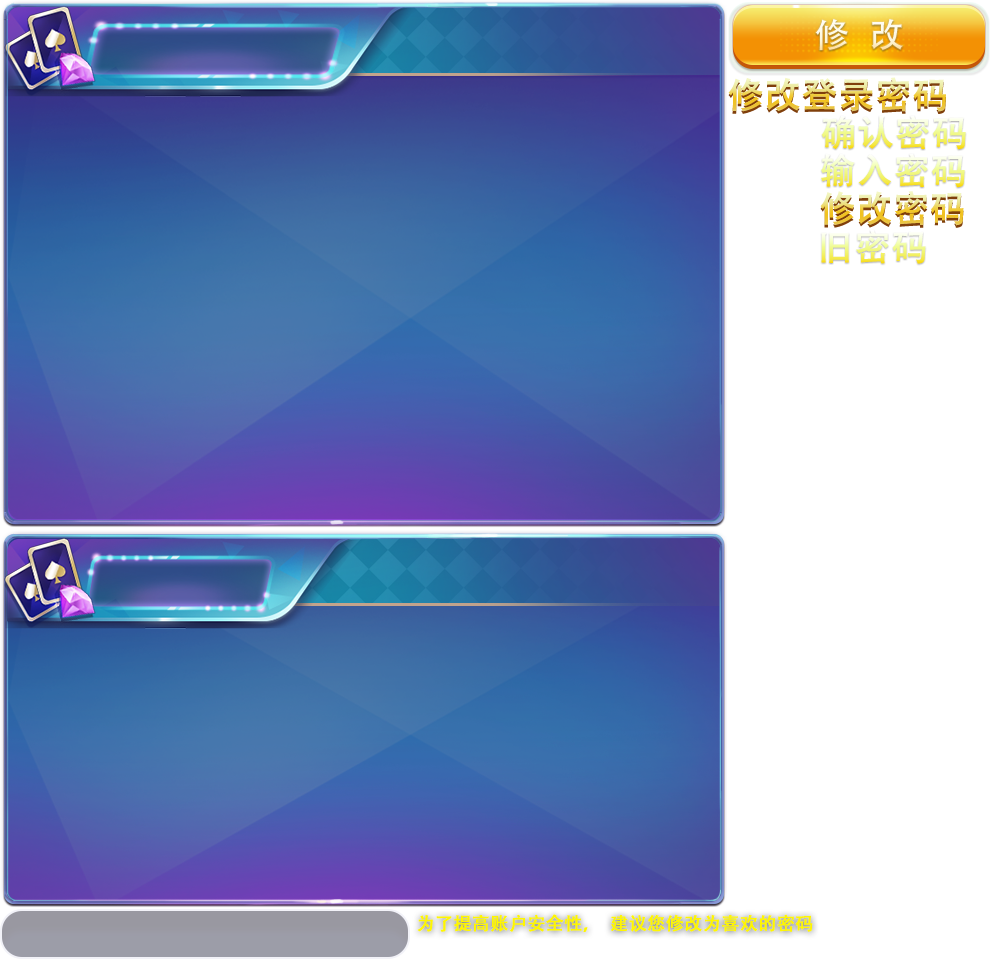 修 改
修改登录密码
确认密码
输入密码
修改密码
旧密码
为了提高账户安全性， 建议您修改为喜欢的密码